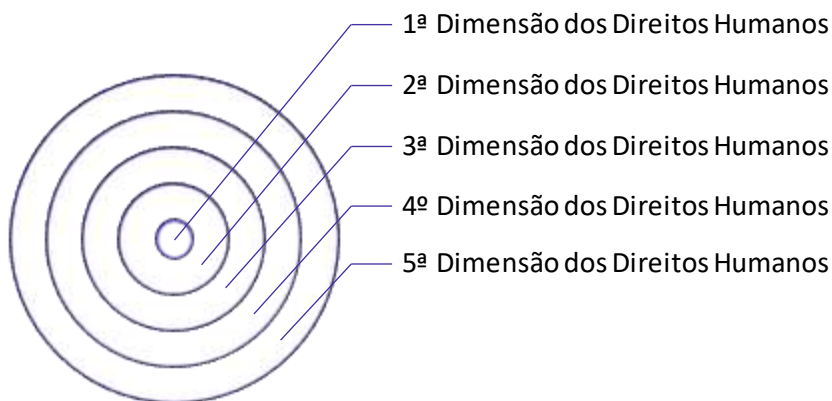 1ª Dimensão dos Direitos Humanos
2ª Dimensão dos Direitos Humanos
3ª Dimensão dos Direitos Humanos
4º Dimensão dos Direitos Humanos
5ª Dimensão dos Direitos Humanos